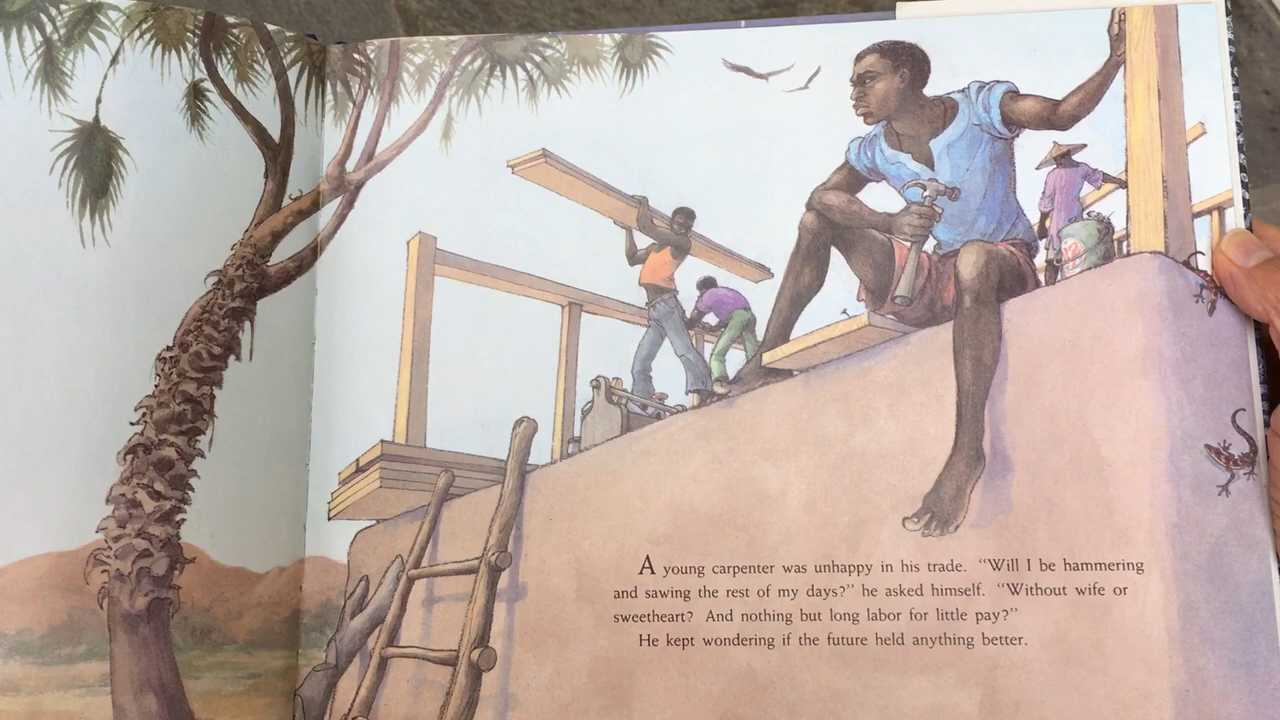 A young carpenter was unhappy in his trade. “Will I be hammering
and sawing the rest of my days?” he asked himself. “Without wife or
sweetheart? And nothing but long labor for little pay?”
He kept wondering if the future held anything better.